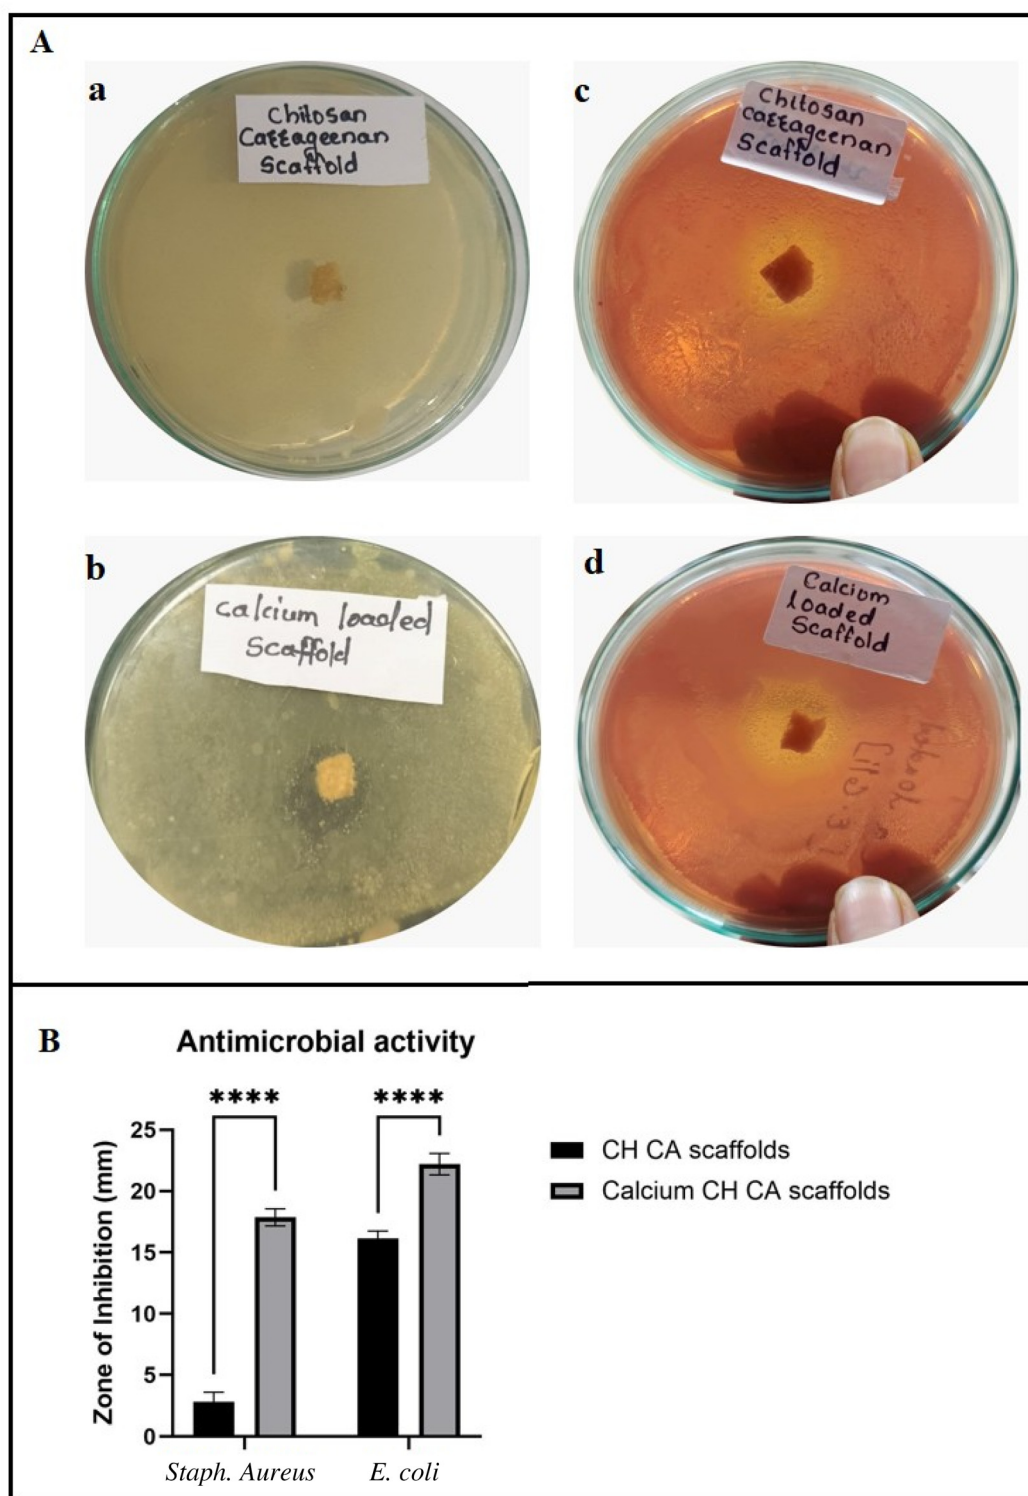 A
a
Chitosan
Carrageenan
Scaffold
c
Chitosan
carrageenan
Scaffold
b
Calcium loaded
Scaffold
d
Calcium
loaded
Scaffold
B
Antimicrobial activity
****
****
25
20
15
10
5
0
Zone of Inhibition (mm)
CH CA scaffolds
Calcium CH CA scaffolds
Staph. Aureus
E. coli